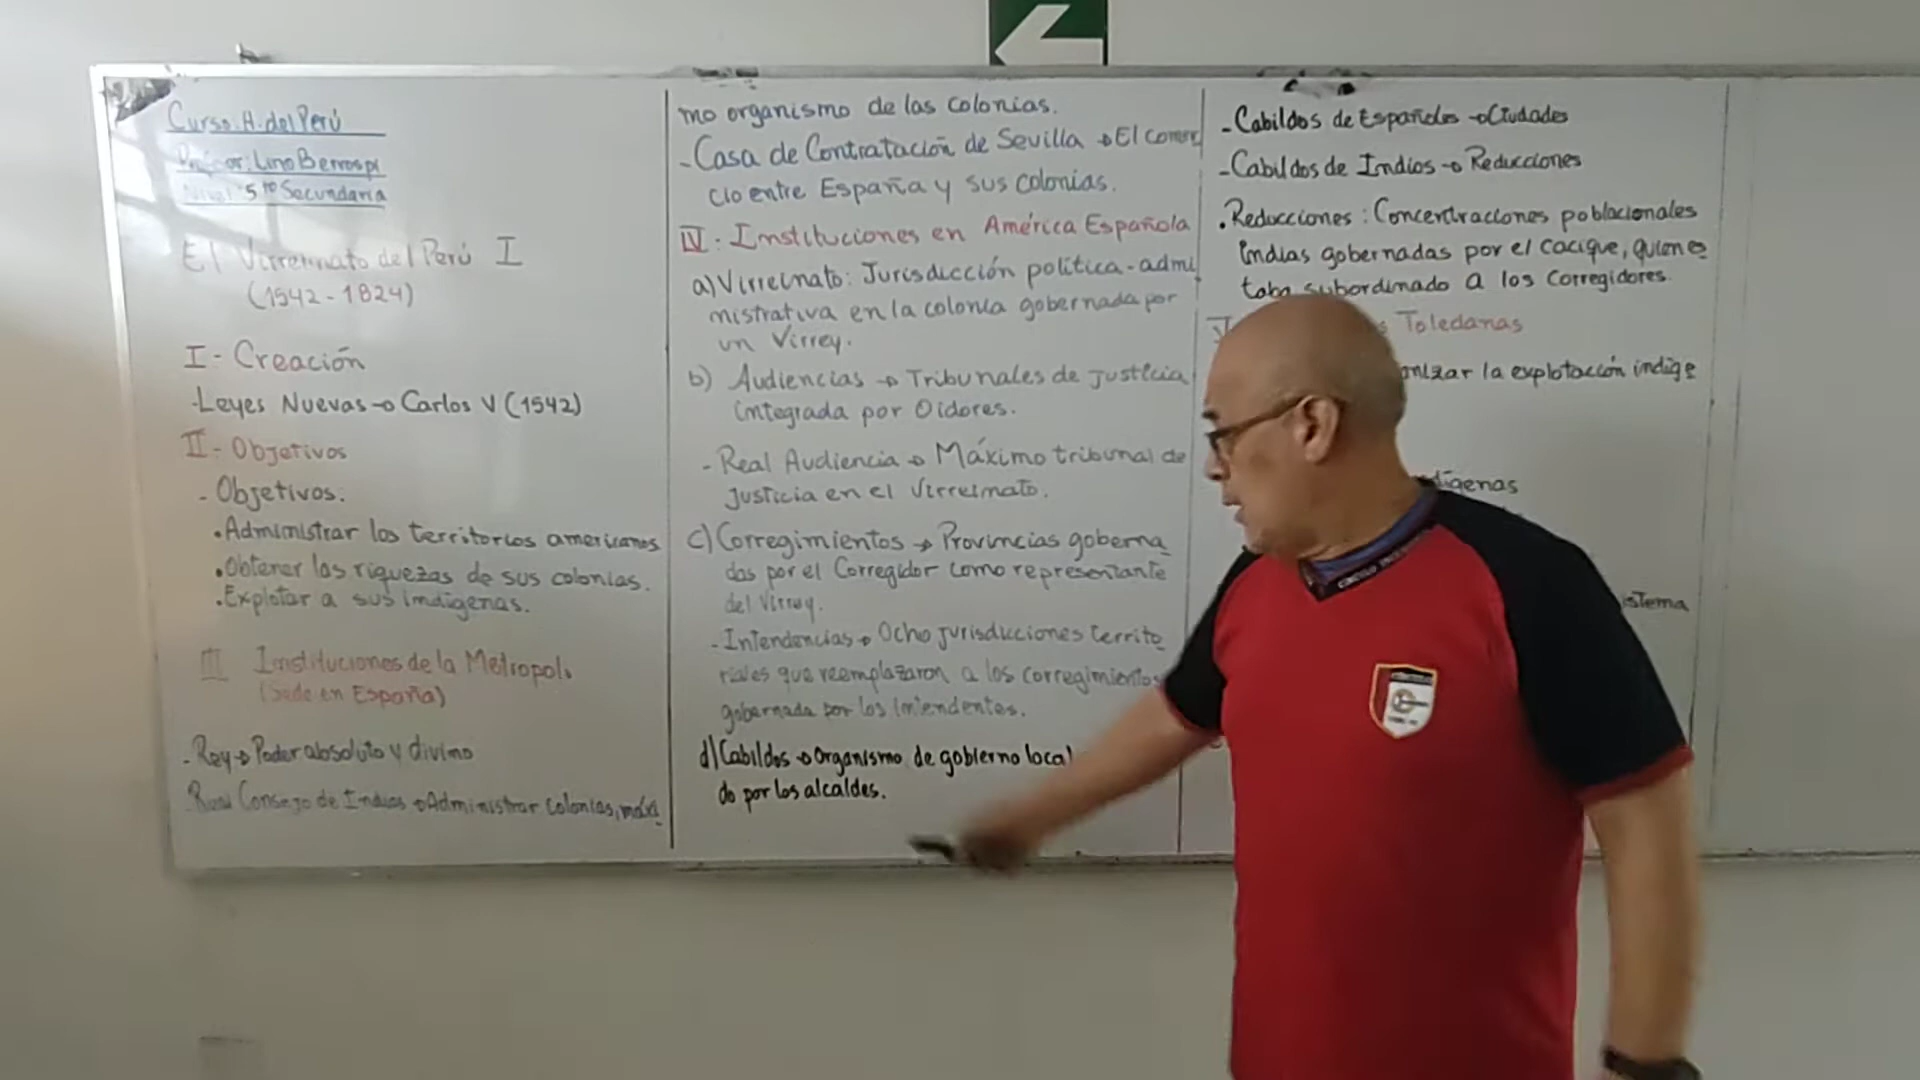 Curso: H. del Perú
Profesor: Lino Berrospi
Nivel: 5to Secundaria
El Virreinato del Perú I
(1542 - 1824)
I - Creación
- Leyes Nuevas → Carlos V (1542)
II - Objetivos
- Objetivos:
• Administrar los territorios americanos
• Obtener las riquezas de sus colonias.
• Explotar a sus indígenas.
III Instituciones de la Metropoli
(Sede en España)
- Rey → Poder absoluto y divino
- Real Consejo de Indias → Administrar colonias, máxi
mo organismo de las colonias.
- Casa de Contratación de Sevilla → El comer
cio entre España y sus colonias.
IV. Instituciones en América Española
a) Virreinato: Jurisdicción política - admi
nistrativa en la colonia gobernada por
un Virrey.
b) Audiencias → Tribunales de justicia
integrada por Oidores.
- Real Audiencia → Máximo tribunal de
justicia en el Virreinato.
c) Corregimientos → Provincias goberna
das por el Corregidor como representante
del Virrey.
- Intendencias → Ocho jurisdicciones territo
riales que reemplazaron a los corregimientos
gobernada por los Intendentes.
d) Cabildos → Organismo de gobierno local
do por los alcaldes.
- Cabildos de Españoles → Ciudades
- Cabildos de Indios → Reducciones
• Reducciones: Concentraciones poblacionales
indias gobernadas por el cacique, quien es
taba subordinado a los corregidores.
V Toledanas
la explotación indíge